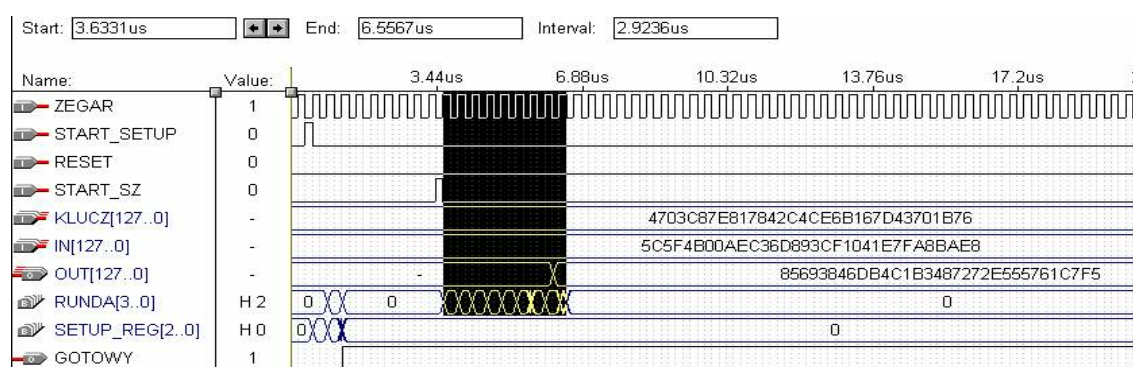 Start: 3.6331us End: 6.5567us Interval: 2.9236us
Name: Value: 3.44us 6.88us 10.32us 13.76us 17.2us
ZEGAR 1
START_SETUP 0
RESET 0
START_SZ 0
KLUCZ[127..0] - 4703C87E817842C4CE6B167D43701B76
IN[127..0] - 5C5F4B00AEC36D893CF1041E7FA8BAE8
OUT[127..0] - - 85693846DB4C1B3487272E555761C7F5
RUNDA[3..0] H 2 0 0 0
SETUP_REG[2..0] H 0 0 0
GOTOWY 1